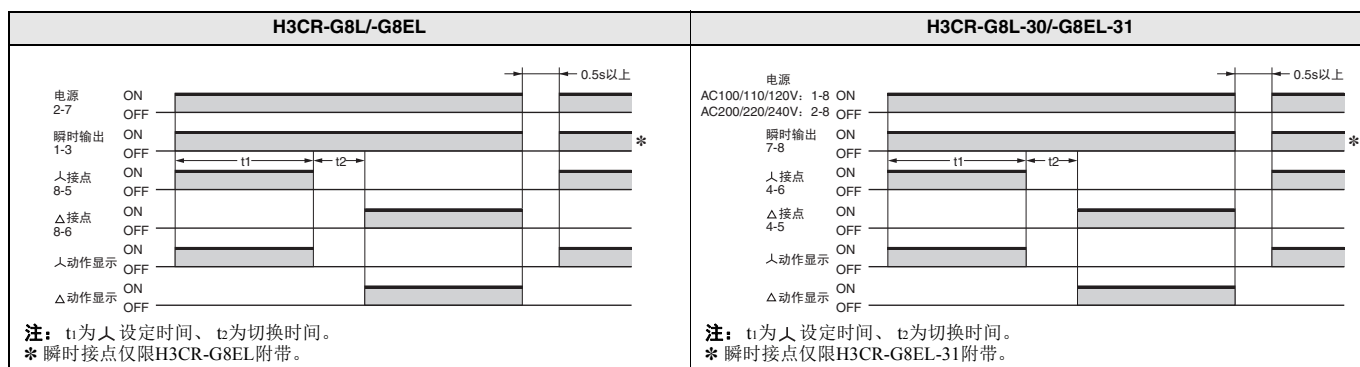 H3CR-G8L/-G8EL
0.5s以上
电源
2-7
ON
OFF
瞬时输出
1-3
ON
OFF
*
t1
t2
人接点
8-5
ON
OFF
△接点
8-6
ON
OFF
人动作显示
ON
OFF
△动作显示
ON
OFF
注： t1为人设定时间、 t2为切换时间。
* 瞬时接点仅限H3CR-G8EL附带。
H3CR-G8L-30/-G8EL-31
0.5s以上
电源
AC100/110/120V：1-8 ON
AC200/220/240V：2-8 OFF
瞬时输出
7-8
ON
OFF
*
t1
t2
人接点
4-6
ON
OFF
△接点
4-5
ON
OFF
人动作显示
ON
OFF
△动作显示
ON
OFF
注： t1为人设定时间、 t2为切换时间。
* 瞬时接点仅限H3CR-G8EL-31附带。